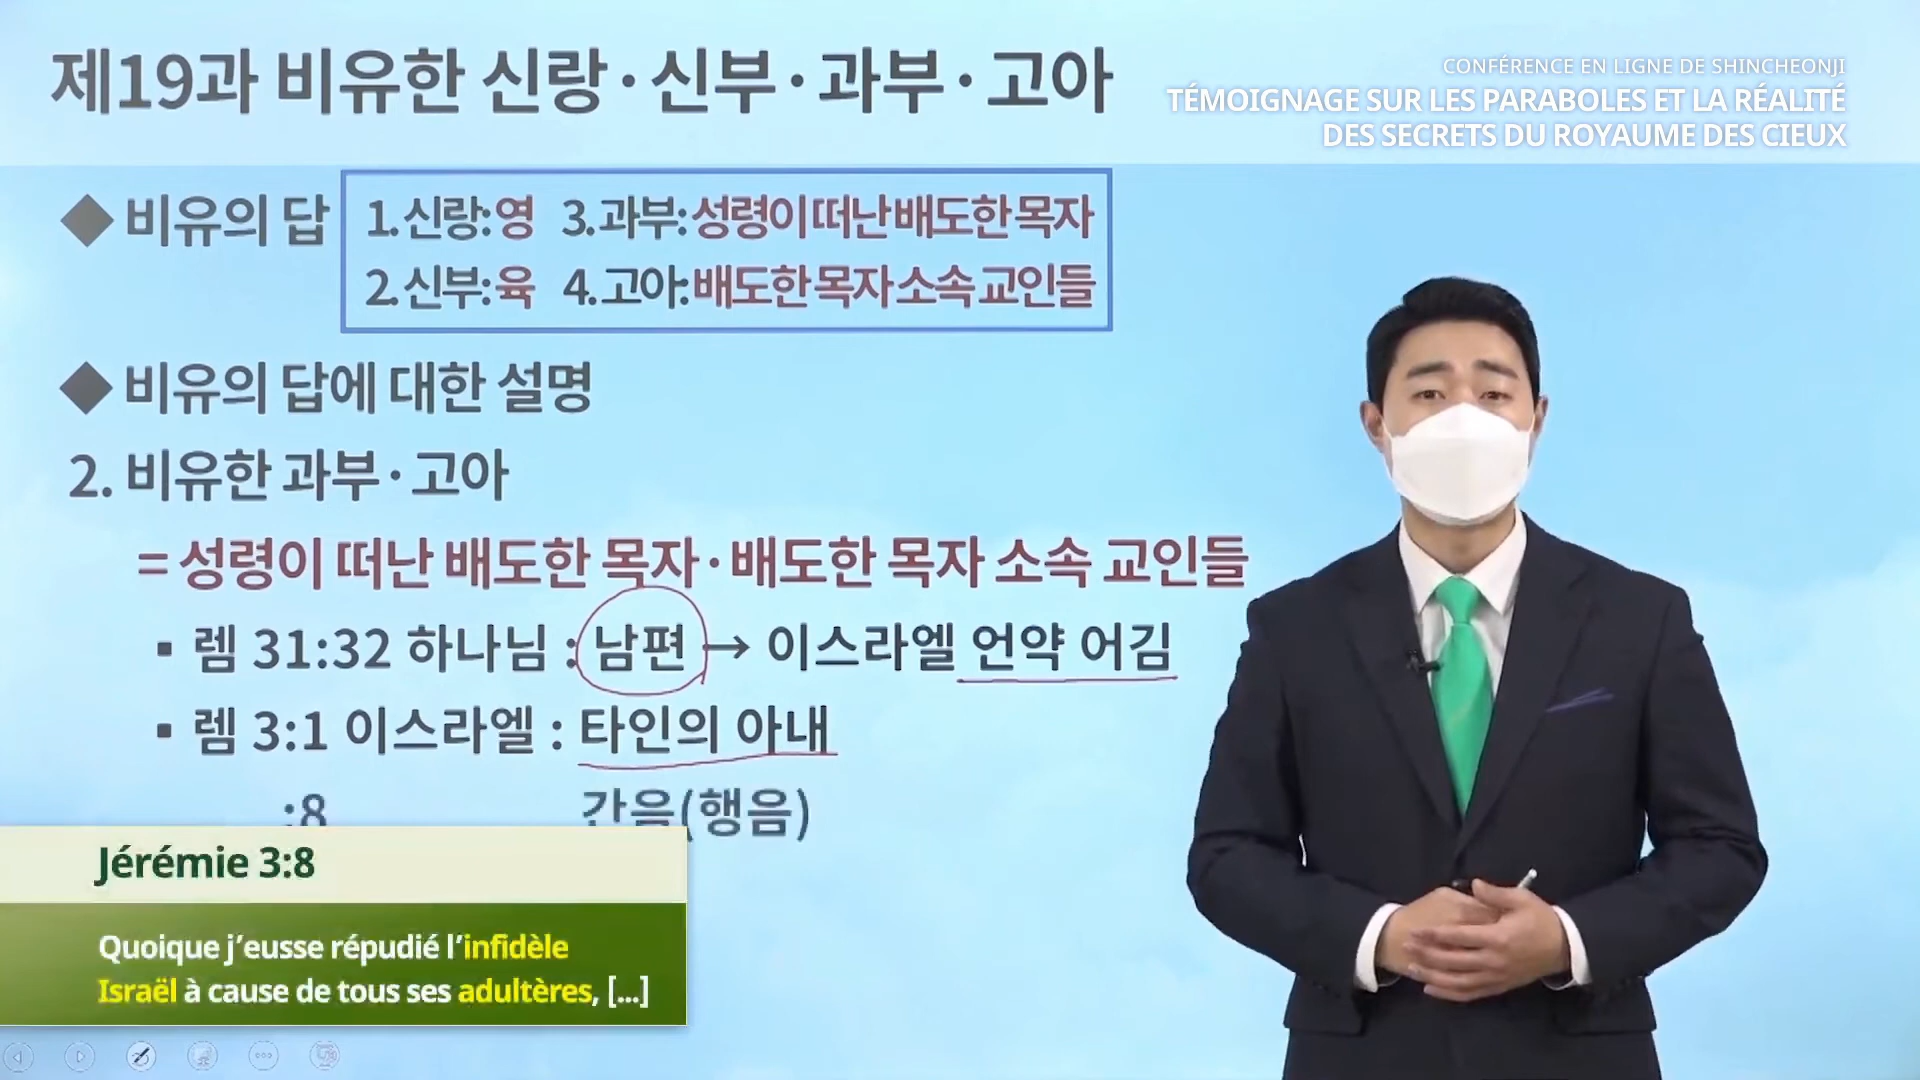 제19과 비유한 신랑·신부·과부·고아
CONFÉRENCE EN LIGNE DE SHINCHEONJI
TÉMOIGNAGE SUR LES PARABOLES ET LA RÉALITÉ
DES SECRETS DU ROYAUME DES CIEUX
◆ 비유의 답
1. 신랑: 영 3. 과부: 성령이 떠난 배도한 목자
2. 신부: 육 4. 고아: 배도한 목자 소속 교인들
◆ 비유의 답에 대한 설명
2. 비유한 과부·고아
= 성령이 떠난 배도한 목자·배도한 목자 소속 교인들
▪ 렘 31:32 하나님 : 남편 → 이스라엘 언약 어김
▪ 렘 3:1 이스라엘 : 타인의 아내
:8 간음(행음)
Jérémie 3:8
Quoique j'eusse répudié l'infidèle
Israël à cause de tous ses adultères, [...]